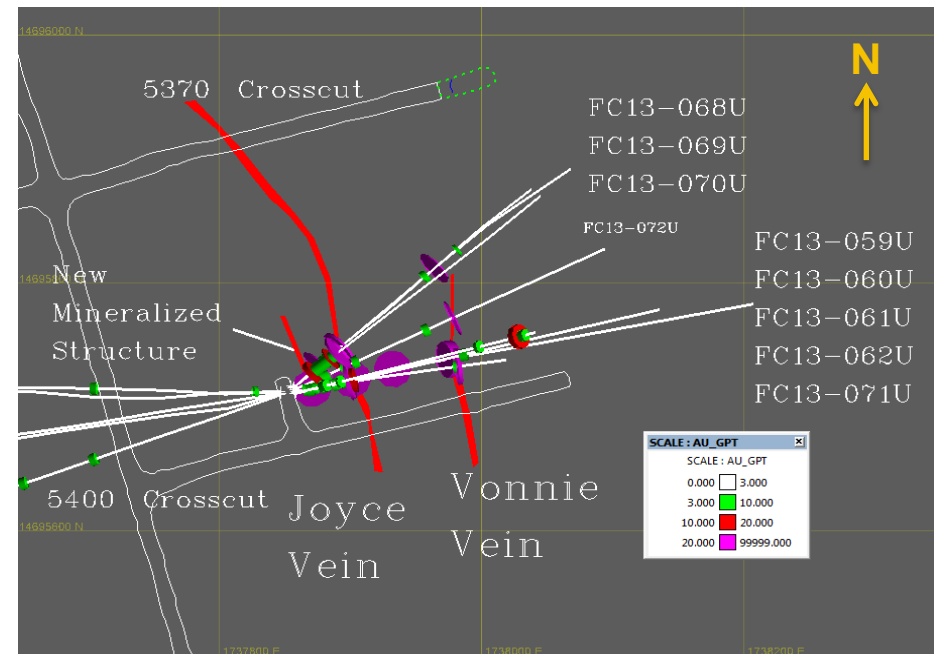 14696000 N
N
5370 Crosscut
FC13-068U
FC13-069U
FC13-070U
FC13-072U
FC13-059U
FC13-060U
FC13-061U
FC13-062U
FC13-071U
New
Mineralized
Structure
SCALE : AU_GPT
SCALE : AU_GPT
0.000 3.000
3.000 10.000
10.000 20.000
20.000 99999.000
5400 Crosscut
Joyce
Vein
Vonnie
Vein
14695600 N
1737800 E
1738000 E
1738200 E